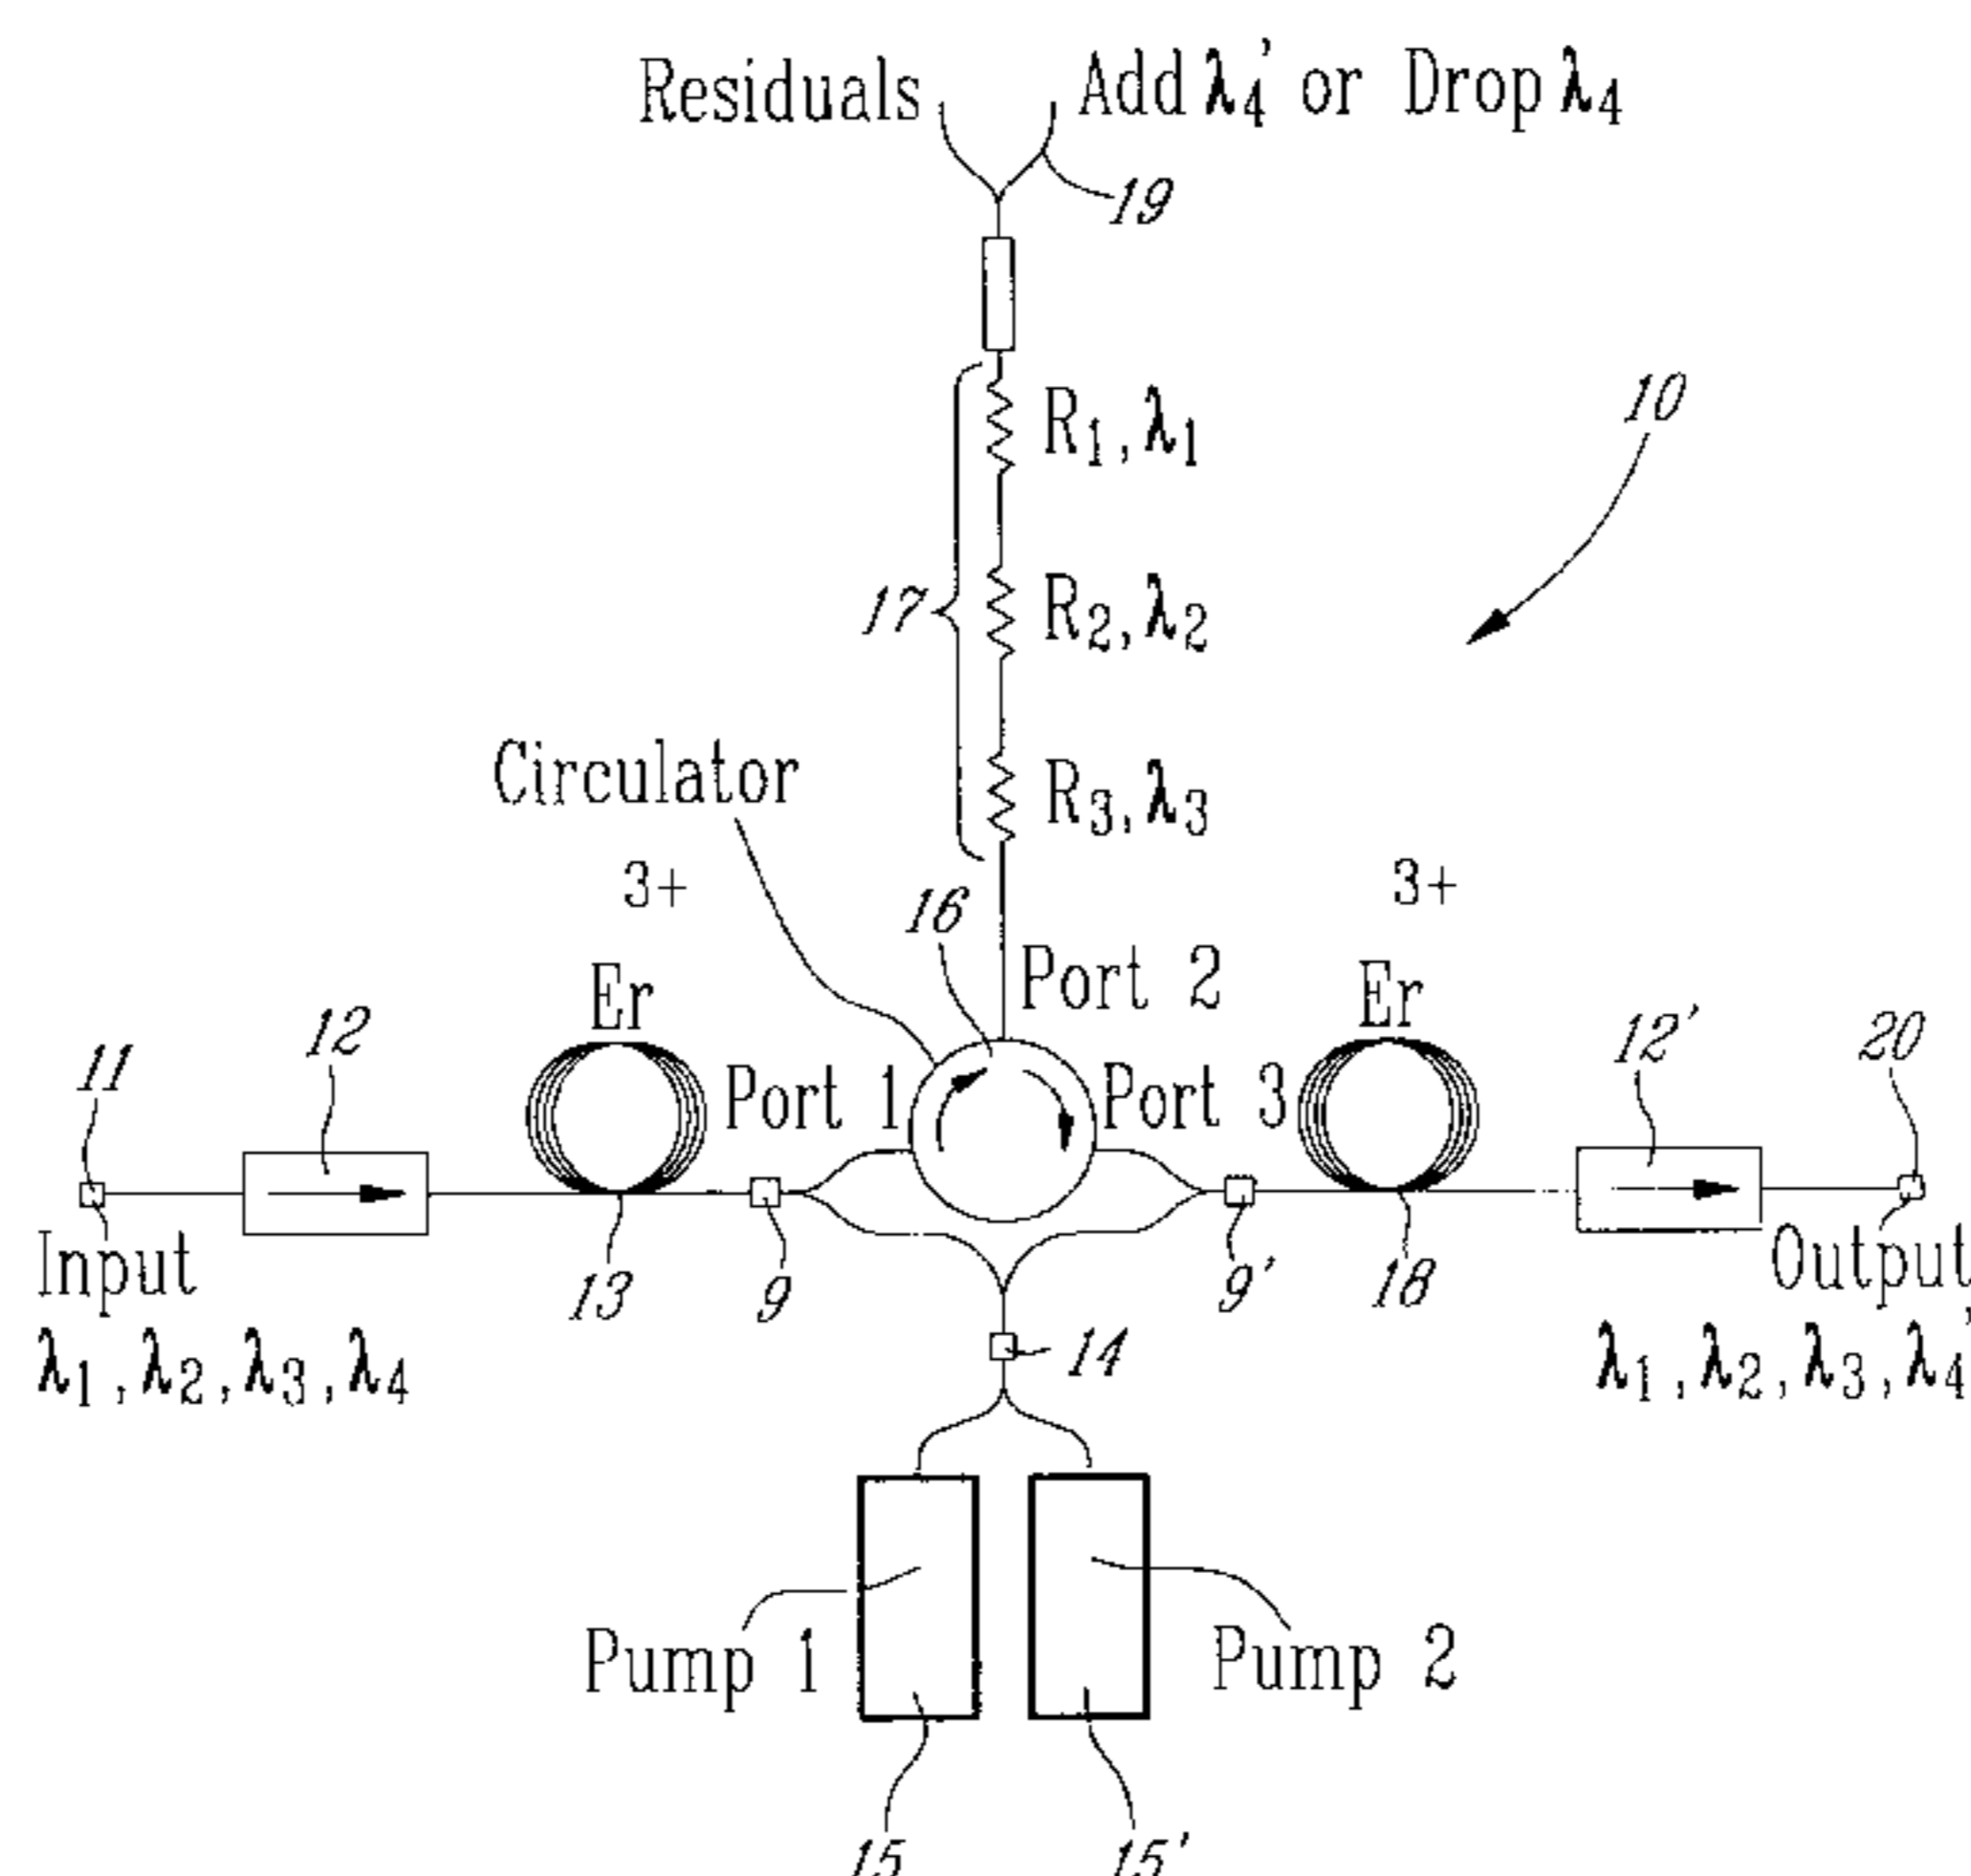 Residuals
Add λ4' or Drop λ4
19
R1, λ1
10
17
R2, λ2
R3, λ3
Circulator
3+
3+
16
Port 2
Er
Er
11
12
Port 1
Port 3
12'
20
Input
13
9
9'
18
Output
λ1, λ2, λ3, λ4
14
λ1, λ2, λ3, λ4'
Pump 1
Pump 2
15
15'